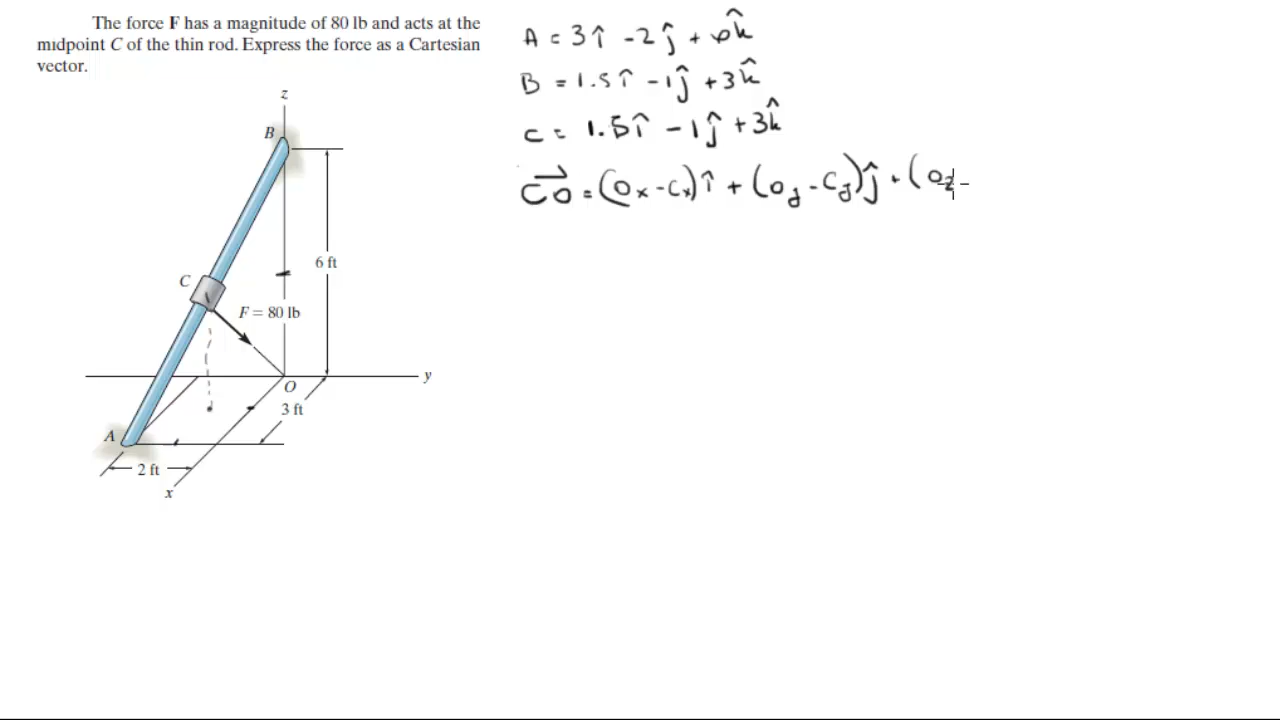 The force F has a magnitude of 80 lb and acts at the
midpoint C of the thin rod. Express the force as a Cartesian
vector.
A = 3î - 2ĵ + 0k̂
B = 1.5î - 1ĵ + 3k̂
C = 1.5î - 1ĵ + 3k̂
CO = (Ox - Cx)î + (Oy - Cy)ĵ + (Oz -
z
B
6 ft
C
F = 80 lb
y
O
3 ft
A
2 ft
x